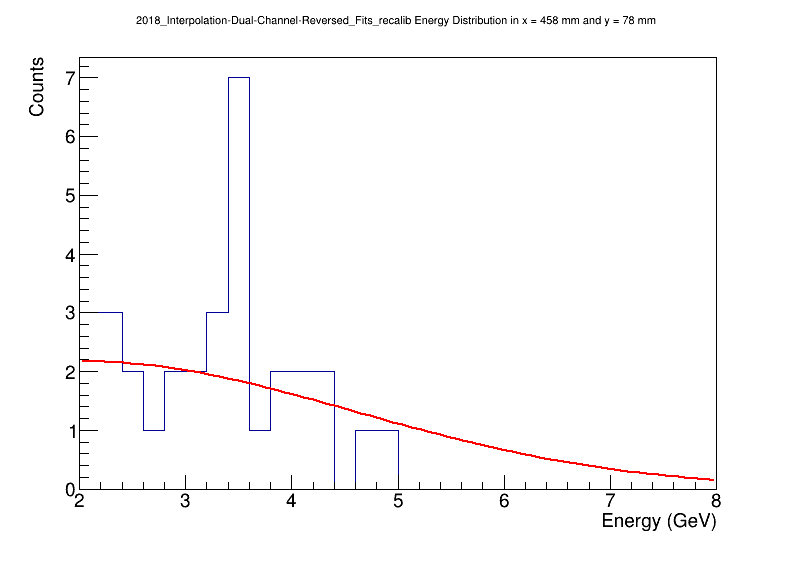 2018_Interpolation-Dual-Channel-Reversed_Fits_recalib Energy Distribution in x = 458 mm and y = 78 mm
Counts
7
6
5
4
3
2
1
0
2 3 4 5 6 7 8
Energy (GeV)